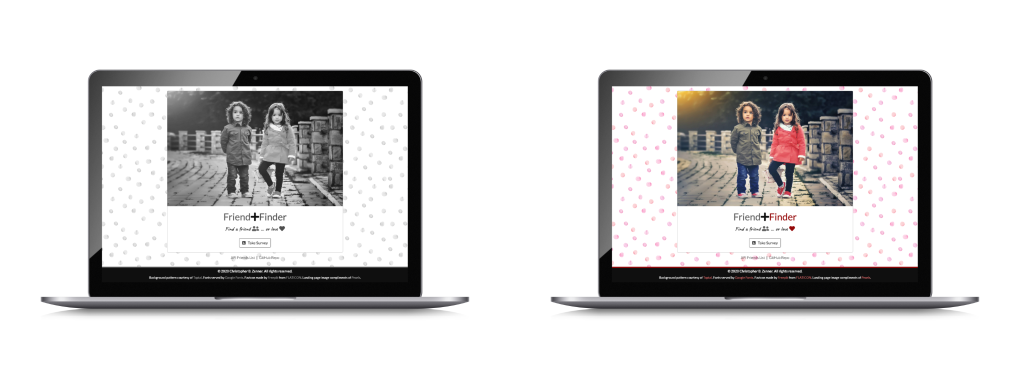 Friend+Finder
Find a friend ... or love
Take Survey
API Friends List | GitHub Repo
© 2020 Christopher B. Zenner. All rights reserved.
Background pattern courtesy of Toptal. Fonts served by Google Fonts. Favicon made by Freepik from FLATICON. Landing page image compliments of Pexels.
Friend+Finder
Find a friend ... or love
Take Survey
API Friends List | GitHub Repo
© 2020 Christopher B. Zenner. All rights reserved.
Background pattern courtesy of Toptal. Fonts served by Google Fonts. Favicon made by Freepik from FLATICON. Landing page image compliments of Pexels.